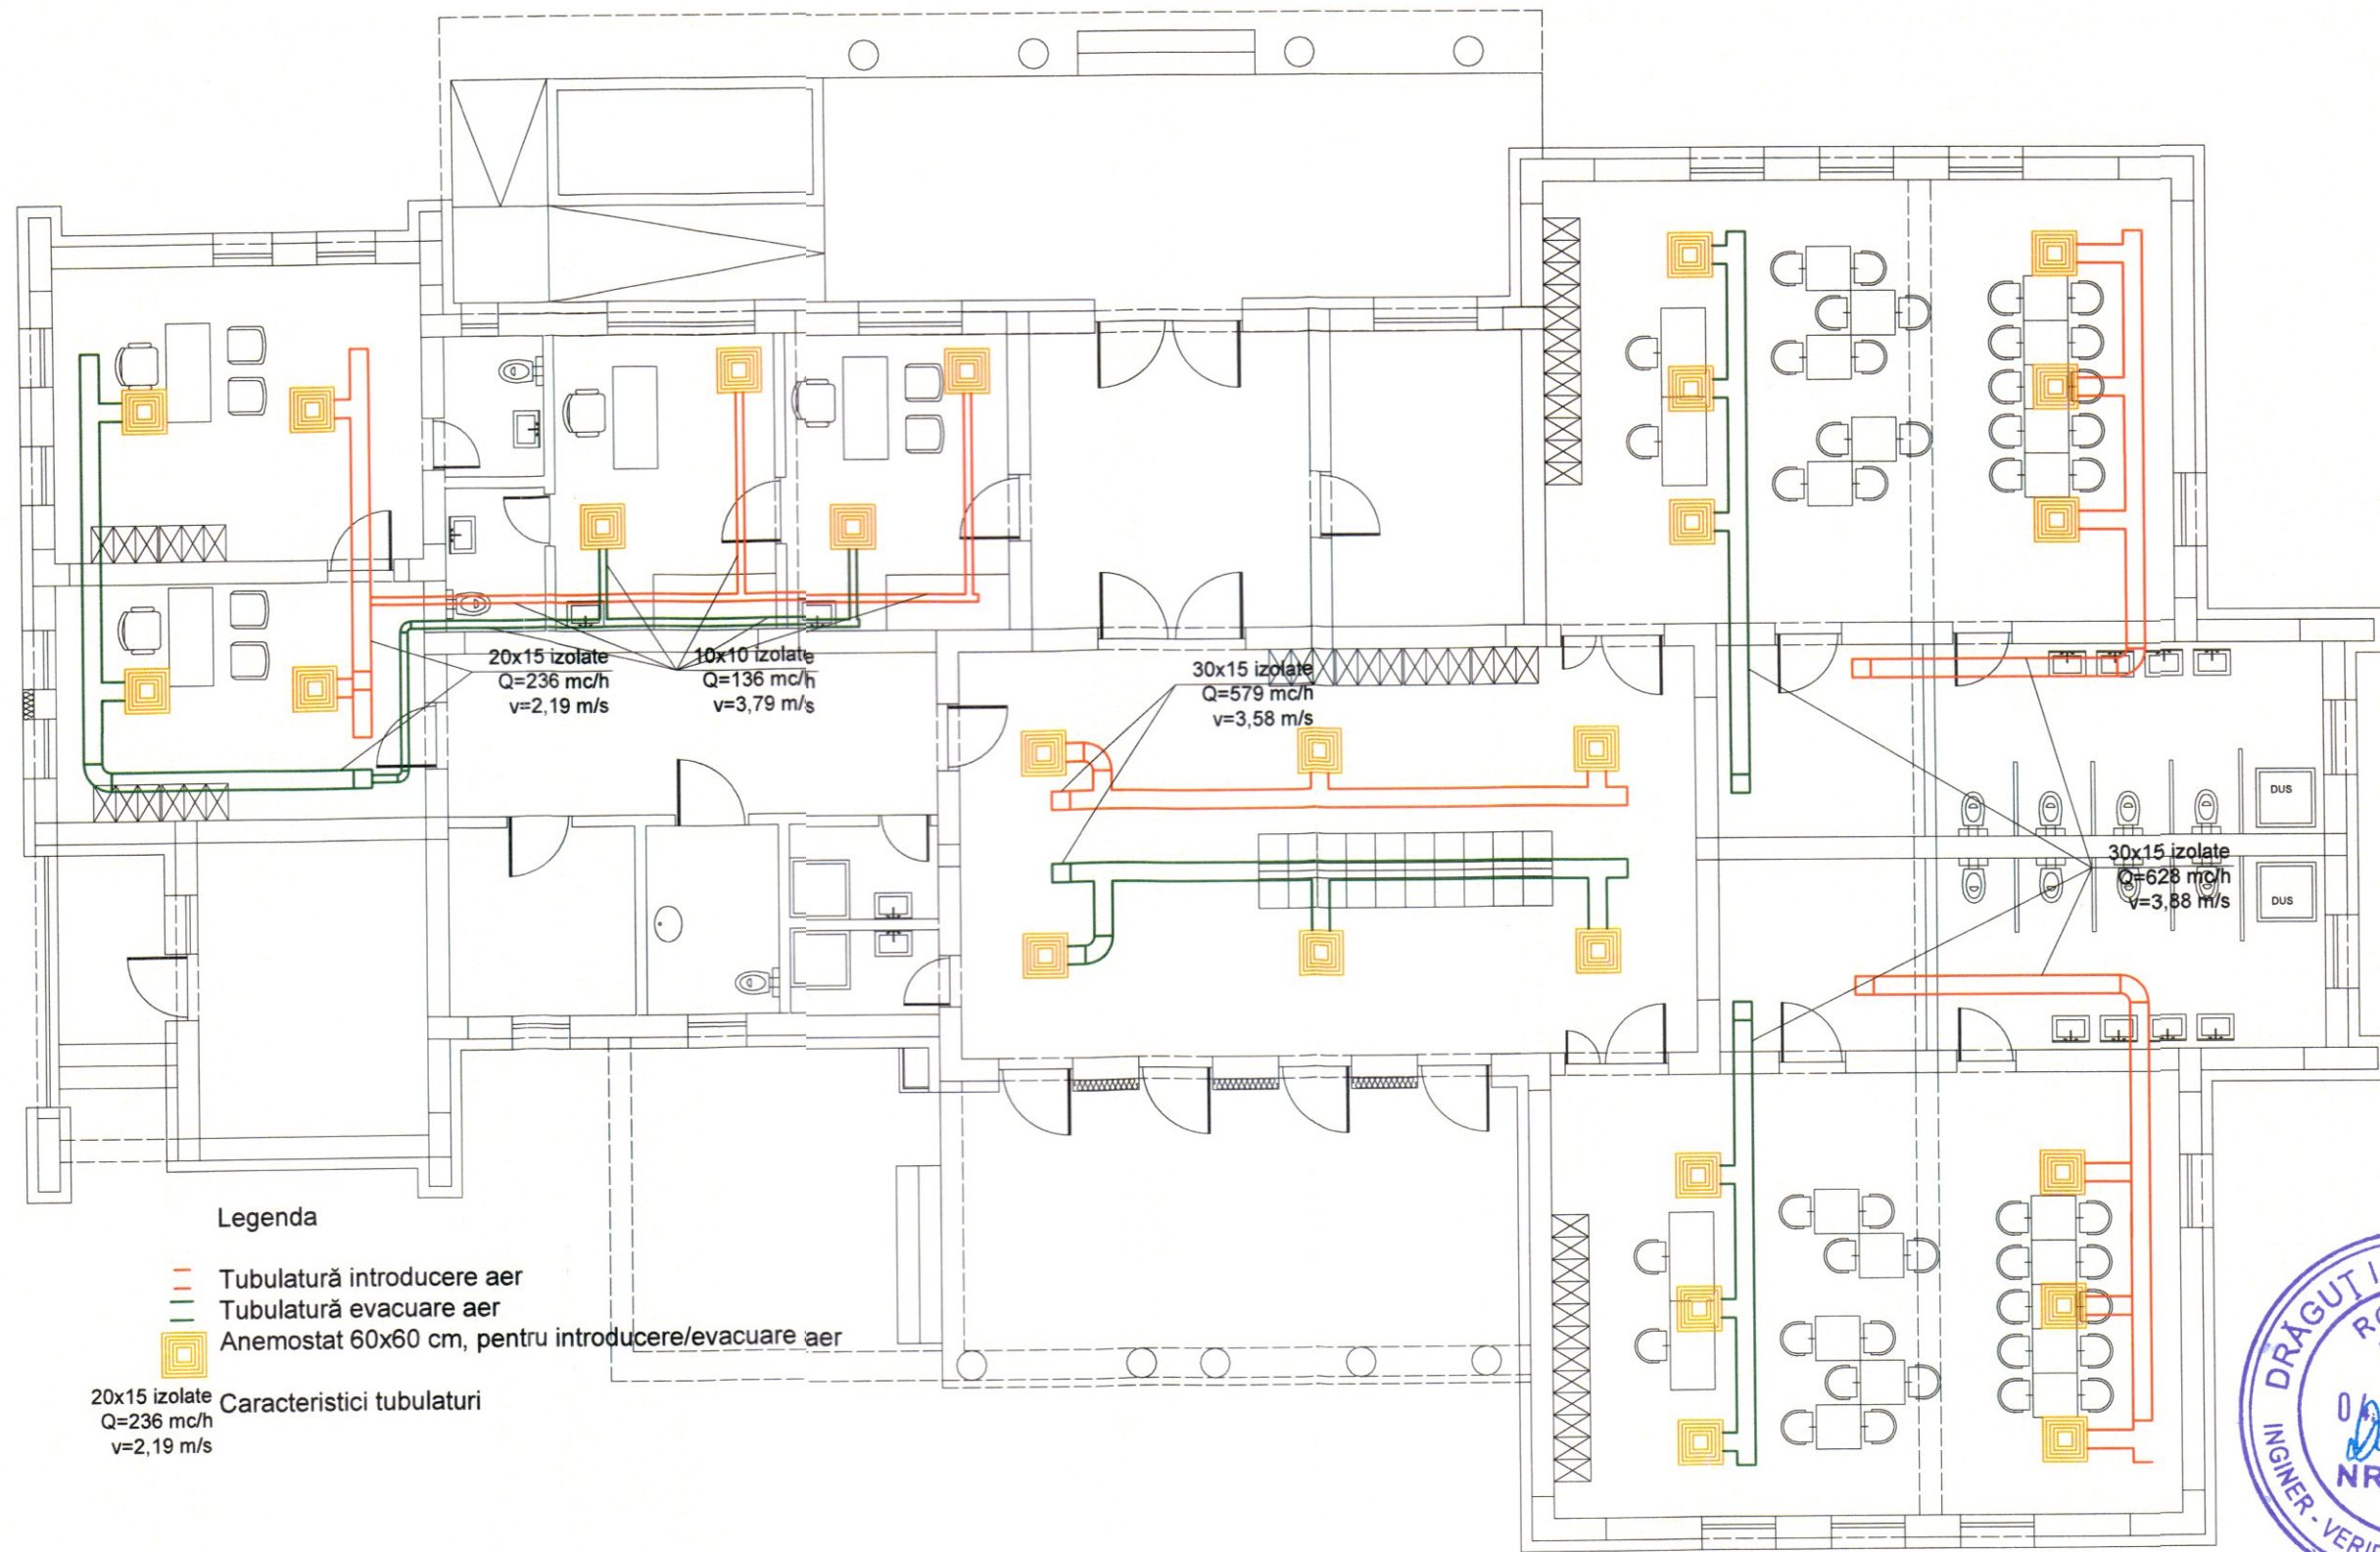 20x15 izolate
Q=236 mc/h
v=2,19 m/s
10x10 izolate
Q=136 mc/h
v=3,79 m/s
30x15 izolate
Q=579 mc/h
v=3,58 m/s
DUS
30x15 izolate
Q=628 mc/h
v=3,88 m/s
DUS
Legenda
Tubulatură introducere aer
Tubulatură evacuare aer
Anemostat 60x60 cm, pentru introducere/evacuare aer
20x15 izolate
Q=236 mc/h
v=2,19 m/s
Caracteristici tubulaturi
DRĂGUȚ
INGINER - VERI
NR